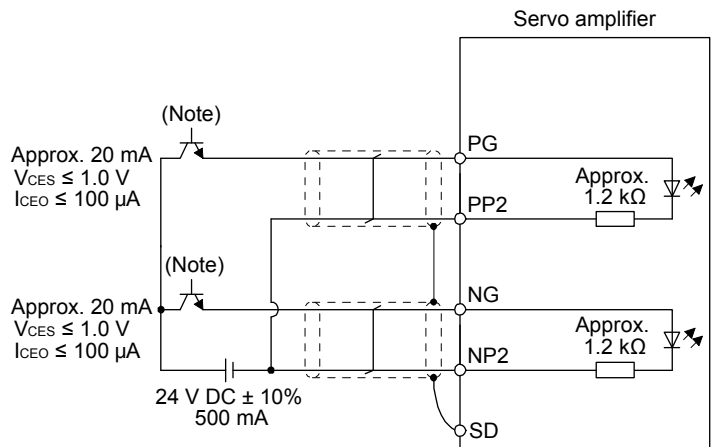 Servo amplifier
(Note)
Approx. 20 mA
VCES ≤ 1.0 V
ICEO ≤ 100 µA
PG
Approx.
1.2 kΩ
PP2
(Note)
Approx. 20 mA
VCES ≤ 1.0 V
ICEO ≤ 100 µA
NG
Approx.
1.2 kΩ
NP2
24 V DC ± 10%
500 mA
SD